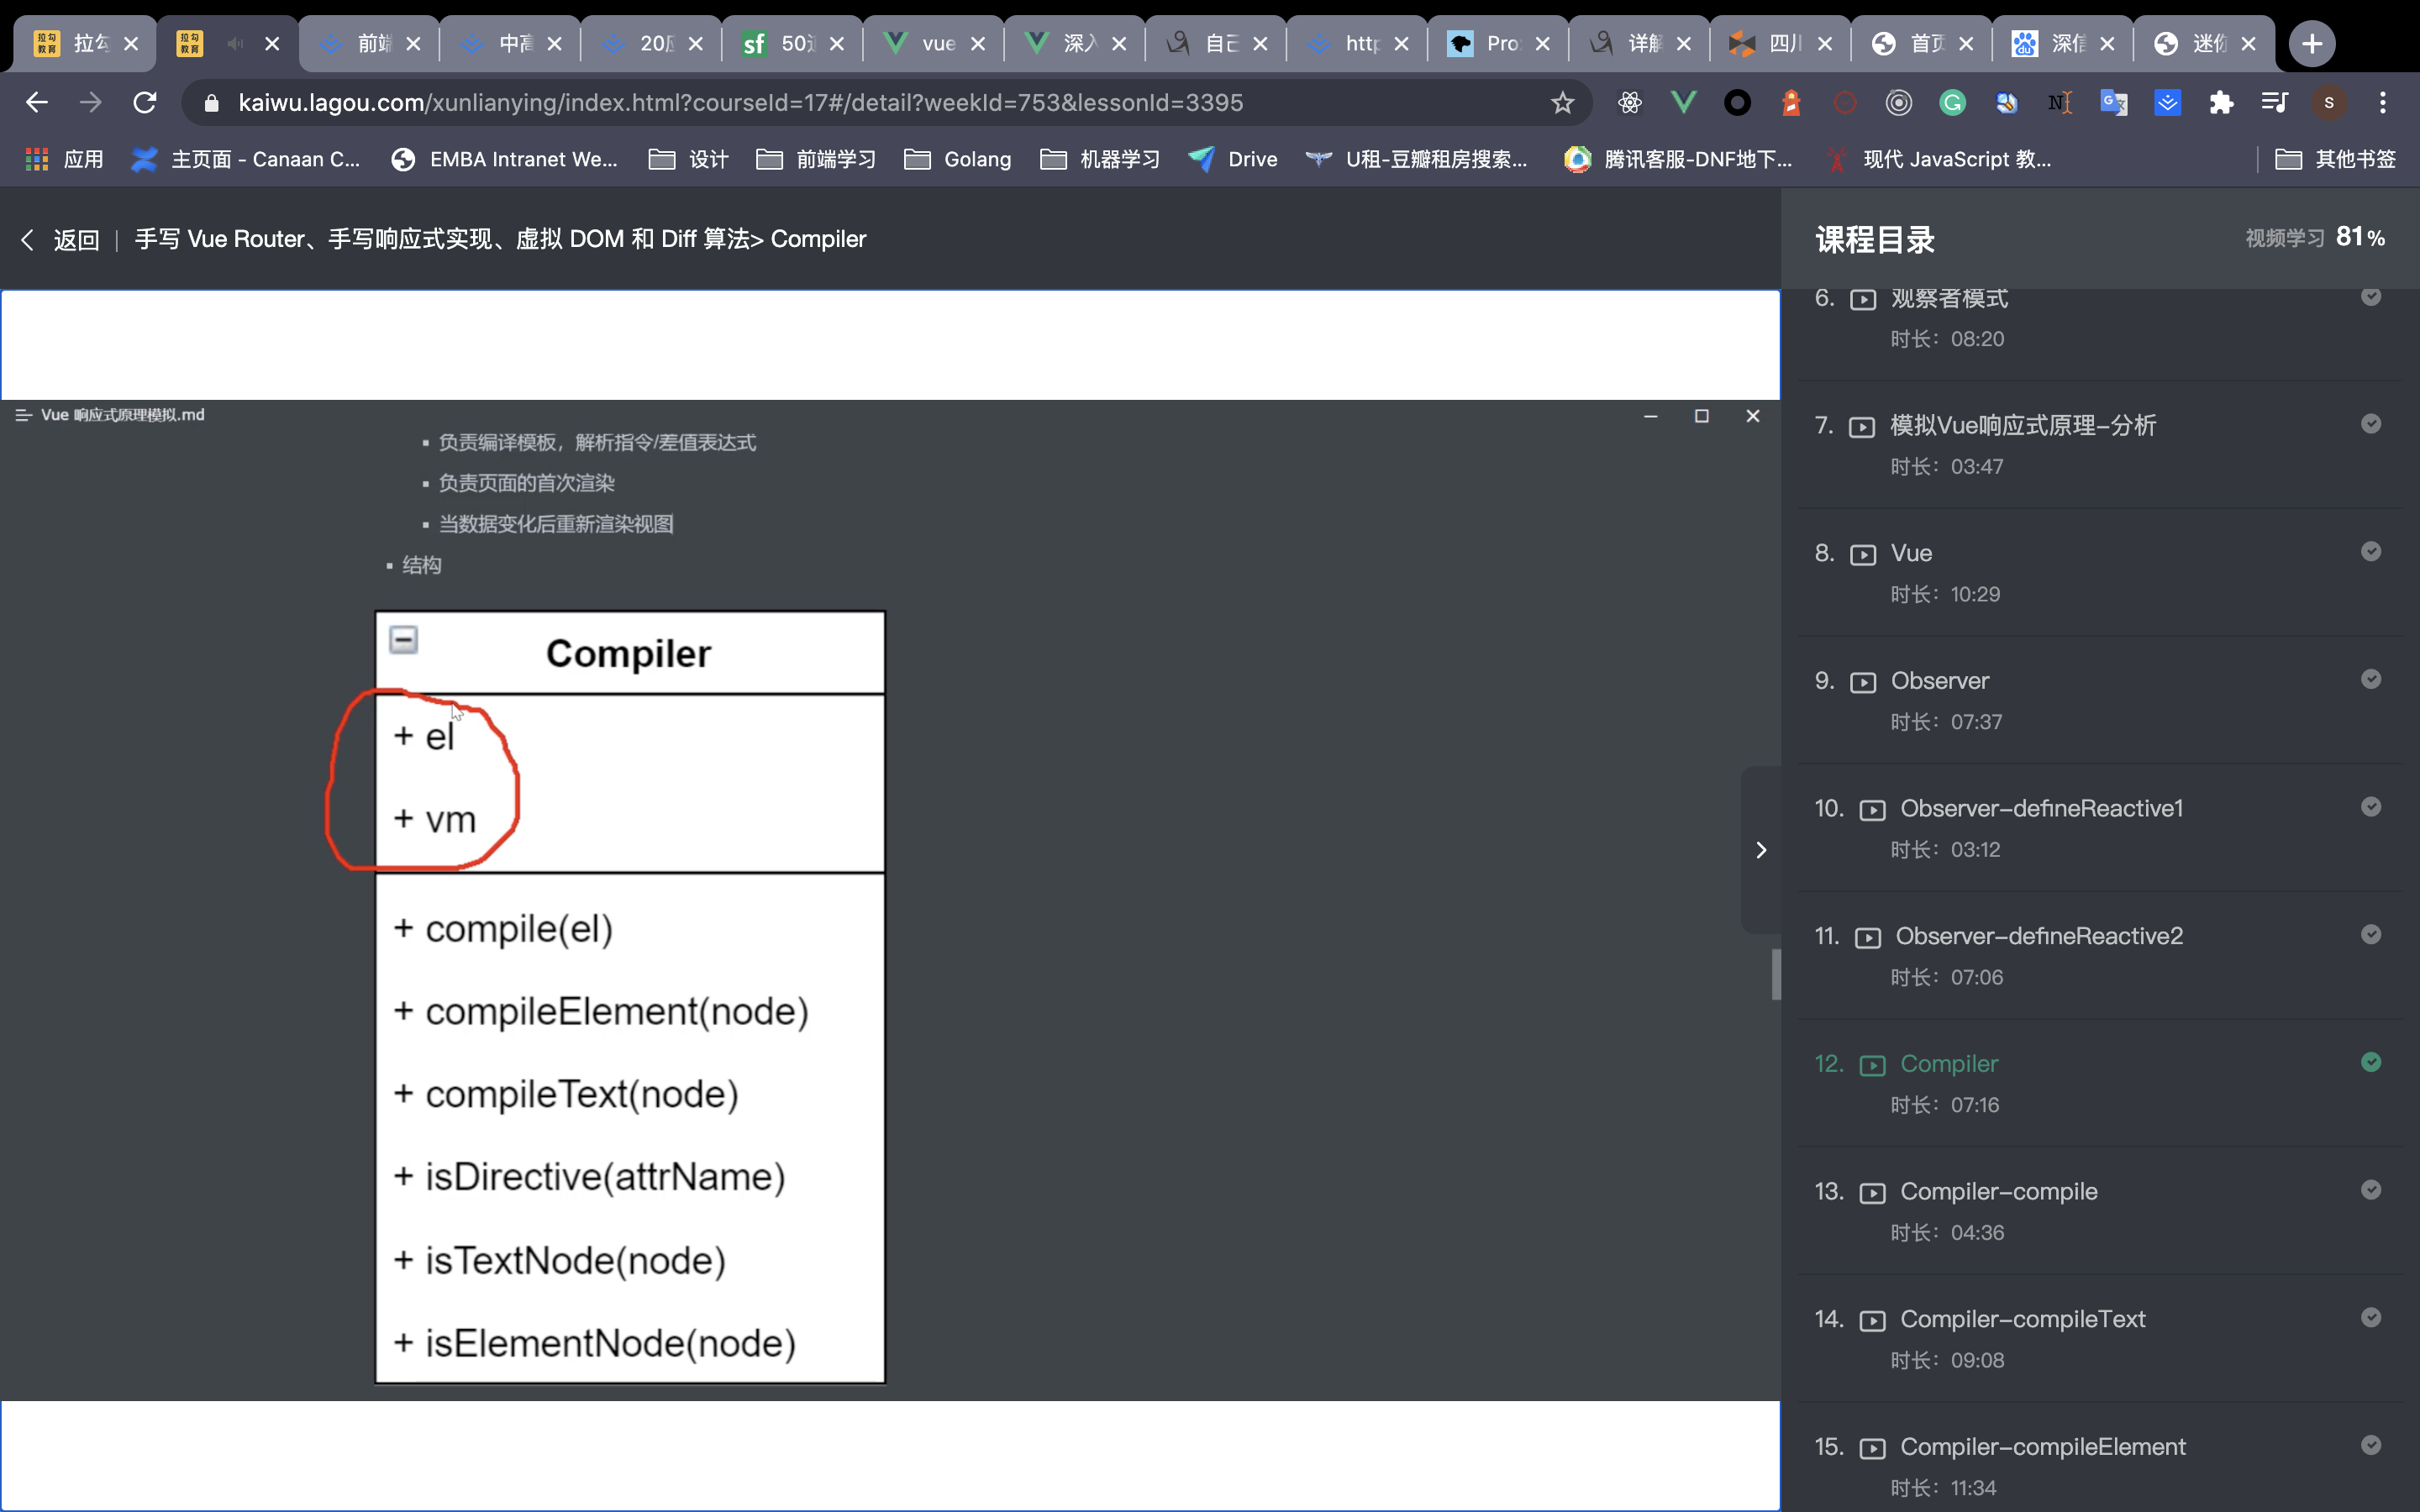 拉勾
前端
中高
20
sf 50道
vue
深入
自己
http
Pro
详解
四川
首页
深信
迷你
kaiwu.lagou.com/xunlianying/index.html?courseId=17#/detail?weekId=753&lessonId=3395
S
应用
主页面 - Canaan C...
EMBA Intranet We...
设计
前端学习
Golang
机器学习
Drive
U租-豆瓣租房搜索...
腾讯客服-DNF地下...
现代 JavaScript 教...
其他书签
返回 | 手写 Vue Router、手写响应式实现、虚拟 DOM 和 Diff 算法> Compiler
Vue 响应式原理模拟.md
负责编译模板，解析指令/差值表达式
负责页面的首次渲染
当数据变化后重新渲染视图
结构
Compiler
+ el
+ vm
+ compile(el)
+ compileElement(node)
+ compileText(node)
+ isDirective(attrName)
+ isTextNode(node)
+ isElementNode(node)
课程目录 视频学习 81%
6. 观察者模式
时长：08:20
7. 模拟Vue响应式原理-分析
时长：03:47
8. Vue
时长：10:29
9. Observer
时长：07:37
10. Observer-defineReactive1
时长：03:12
11. Observer-defineReactive2
时长：07:06
12. Compiler
时长：07:16
13. Compiler-compile
时长：04:36
14. Compiler-compileText
时长：09:08
15. Compiler-compileElement
时长：11:34